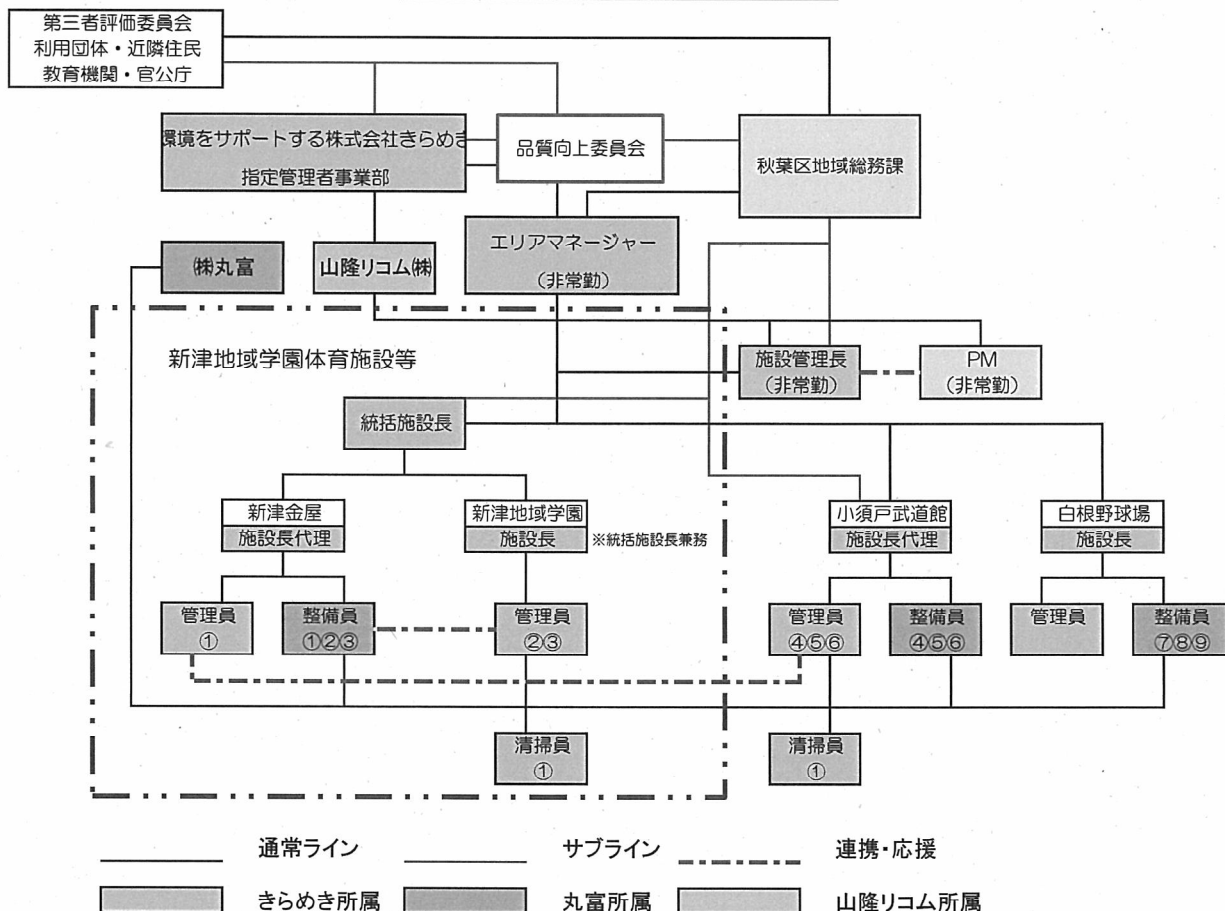 第三者評価委員会
利用団体・近隣住民
教育機関・官公庁
環境をサポートする株式会社きらめき
指定管理者事業部
品質向上委員会
秋葉区地域総務課
エリアマネージャー
(非常勤)
㈱丸富
山隆リコム㈱
新津地域学園体育施設等
施設管理長
(非常勤)
PM
(非常勤)
統括施設長
新津金屋
施設長代理
新津地域学園
施設長
※統括施設長兼務
小須戸武道館
施設長代理
白根野球場
施設長
管理員
①
整備員
①②③
管理員
②③
管理員
④⑤⑥
整備員
④⑤⑥
管理員
整備員
⑦⑧⑨
清掃員
①
清掃員
①
通常ライン
サブライン
連携・応援
きらめき所属
丸富所属
山隆リコム所属